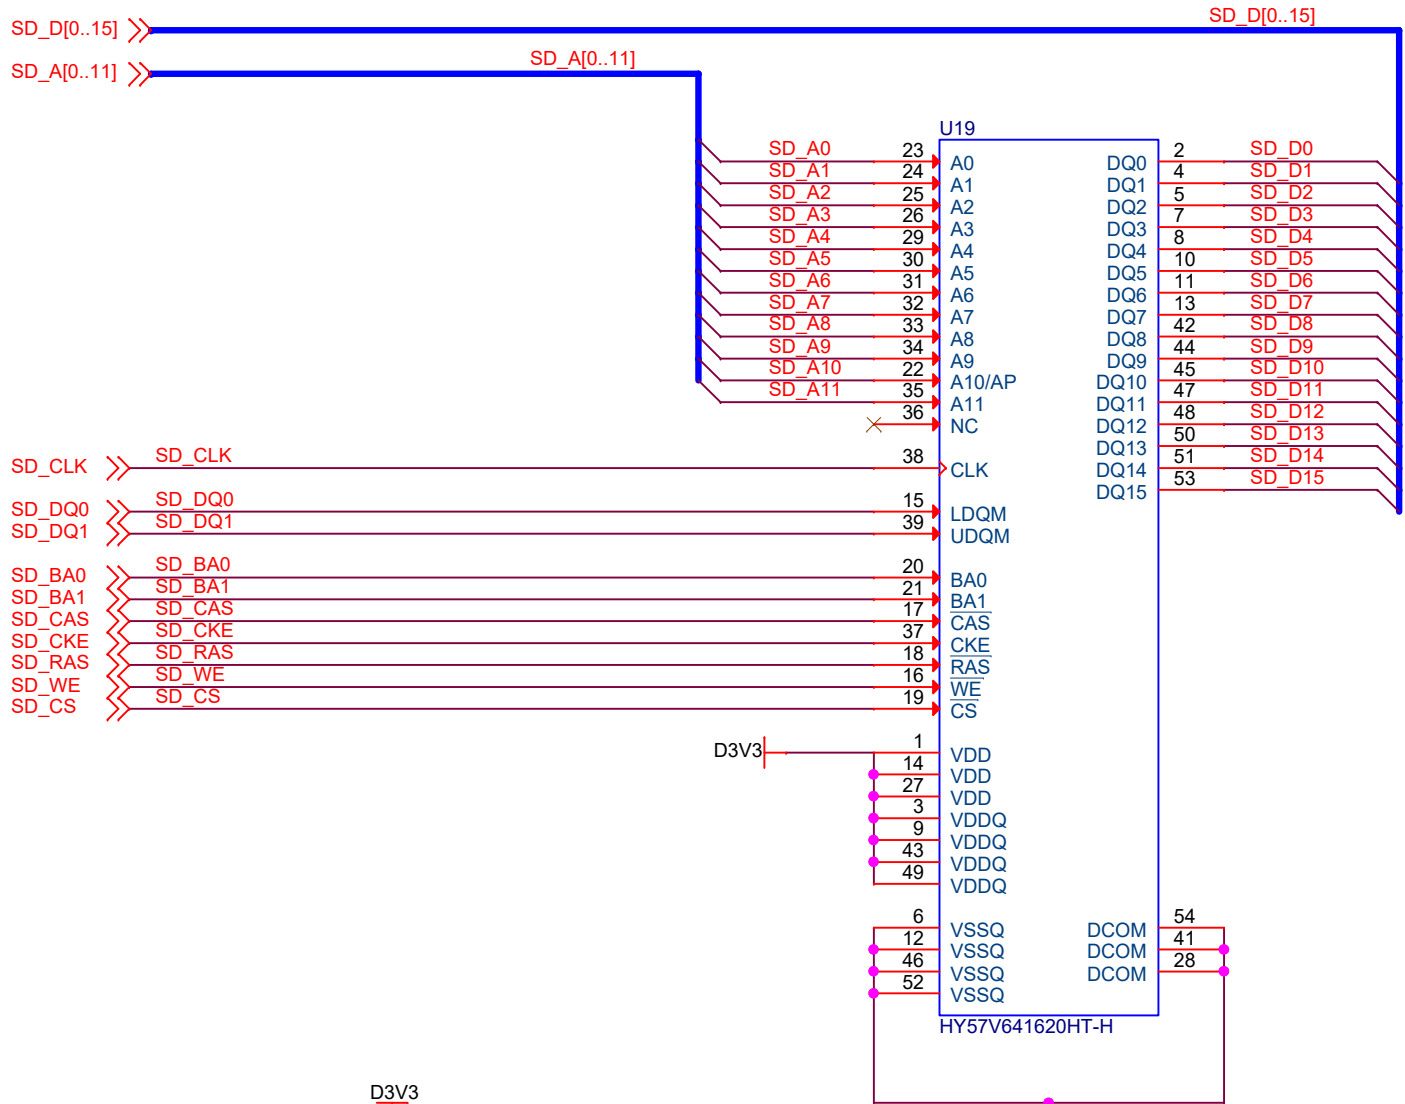 SD_D[0..15]
SD_D[0..15]
SD_A[0..11]
SD_A[0..11]
U19
SD_A0 23 A0 DQ0 2 SD_D0
SD_A1 24 A1 DQ1 4 SD_D1
SD_A2 25 A2 DQ2 5 SD_D2
SD_A3 26 A3 DQ3 7 SD_D3
SD_A4 29 A4 DQ4 8 SD_D4
SD_A5 30 A5 DQ5 10 SD_D5
SD_A6 31 A6 DQ6 11 SD_D6
SD_A7 32 A7 DQ7 13 SD_D7
SD_A8 33 A8 DQ8 42 SD_D8
SD_A9 34 A9 DQ9 44 SD_D9
SD_A10 22 A10/AP DQ10 45 SD_D10
SD_A11 35 A11 DQ11 47 SD_D11
36 NC DQ12 48 SD_D12
DQ13 50 SD_D13
SD_CLK SD_CLK 38 CLK DQ14 51 SD_D14
DQ15 53 SD_D15
SD_DQ0 SD_DQ0 15 LDQM
SD_DQ1 SD_DQ1 39 UDQM
SD_BA0 SD_BA0 20 BA0
SD_BA1 SD_BA1 21 BA1
SD_CAS SD_CAS 17 CAS
SD_CKE SD_CKE 37 CKE
SD_RAS SD_RAS 18 RAS
SD_WE SD_WE 16 WE
SD_CS SD_CS 19 CS
D3V3 1 VDD
14 VDD
27 VDD
3 VDDQ
9 VDDQ
43 VDDQ
49 VDDQ
6 VSSQ DCOM 54
12 VSSQ DCOM 41
46 VSSQ DCOM 28
52 VSSQ
HY57V641620HT-H
D3V3